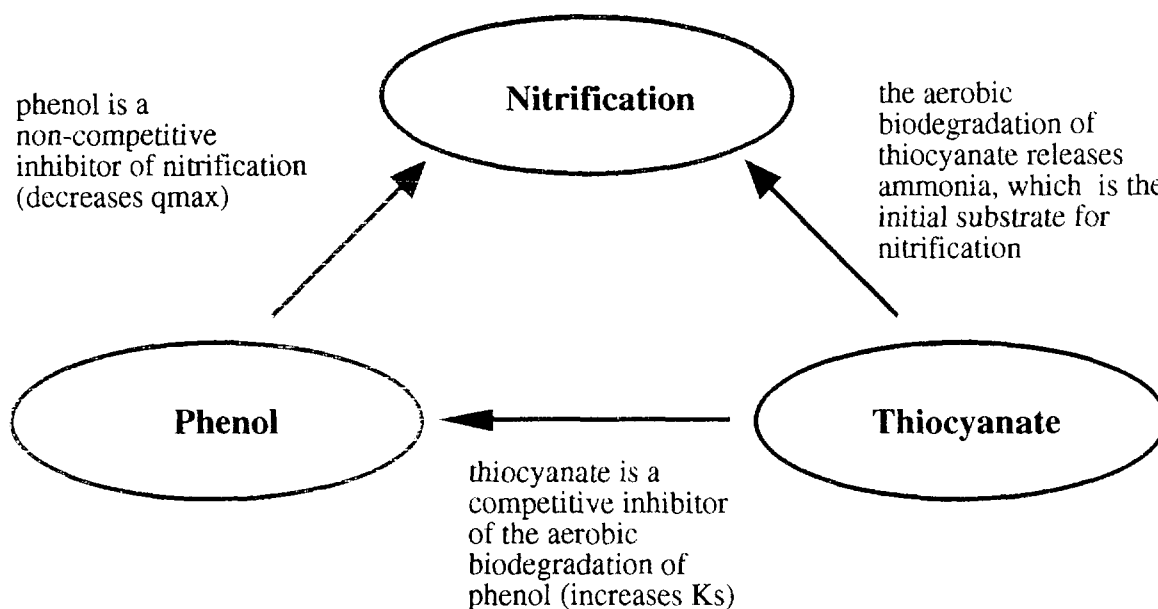 Nitrification
phenol is a
non-competitive
inhibitor of nitrification
(decreases qmax)
the aerobic
biodegradation of
thiocyanate releases
ammonia, which is the
initial substrate for
nitrification
Phenol
Thiocyanate
thiocyanate is a
competitive inhibitor
of the aerobic
biodegradation of
phenol (increases Ks)